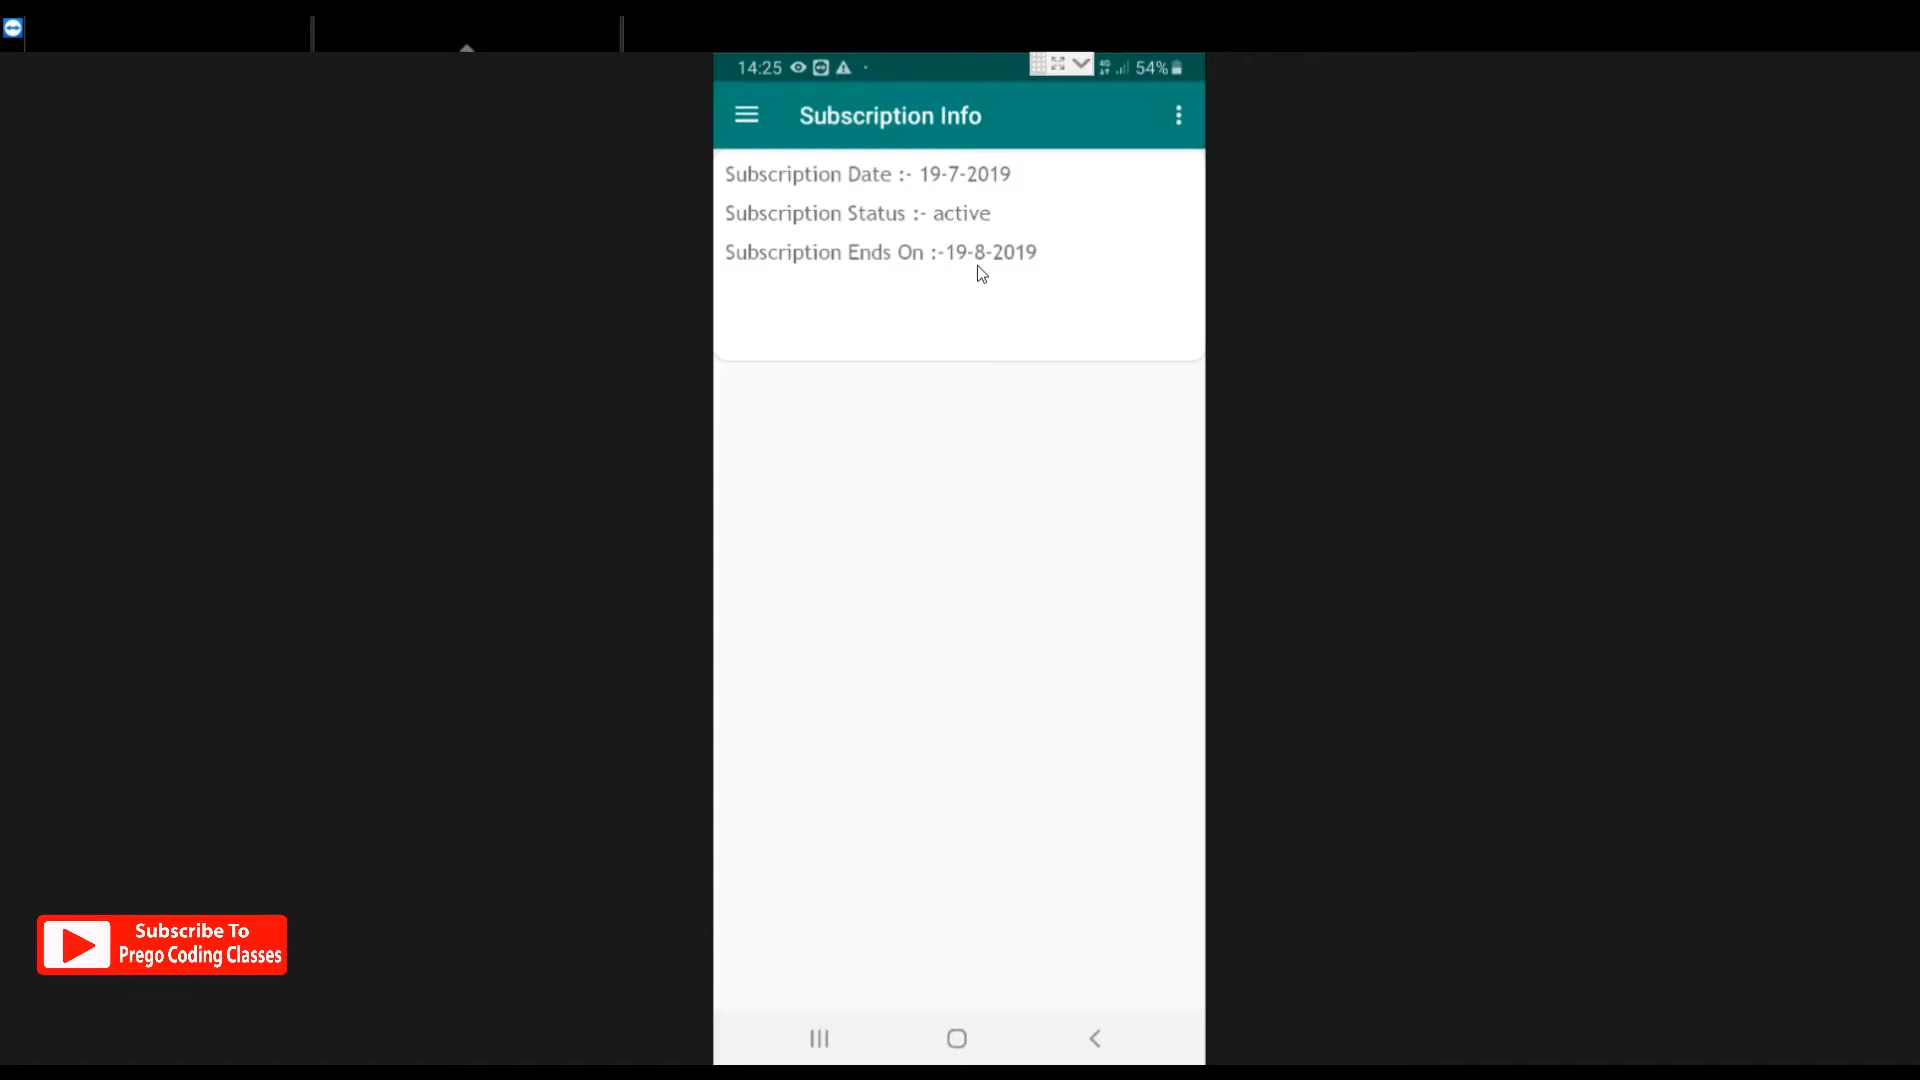 14:25
54%
Subscription Info
Subscription Date :- 19-7-2019
Subscription Status :- active
Subscription Ends On :-19-8-2019
Subscribe To
Prego Coding Classes